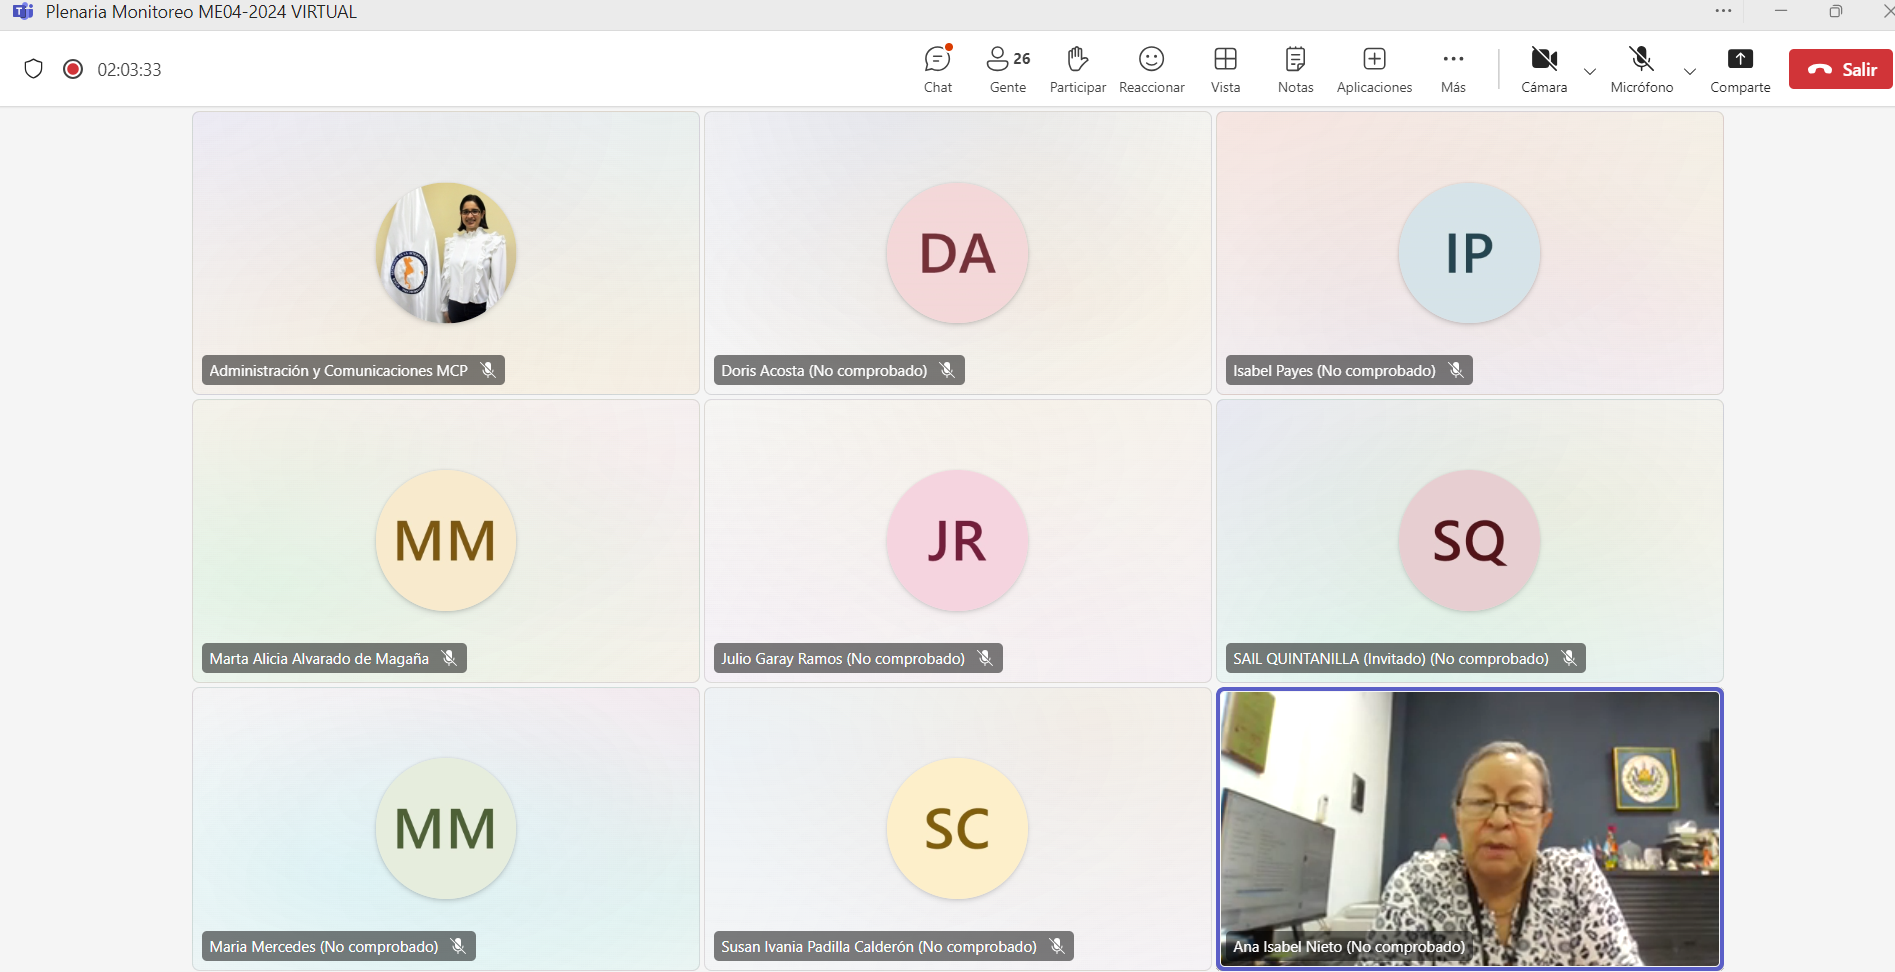 Plenaria Monitoreo ME04-2024 VIRTUAL
02:03:33
26
Chat
Gente
Participar
Reaccionar
Vista
Notas
Aplicaciones
Más
Cámara
Micrófono
Comparte
Salir
DA
IP
Administración y Comunicaciones MCP
Doris Acosta (No comprobado)
Isabel Payes (No comprobado)
MM
JR
SQ
Marta Alicia Alvarado de Magaña
Julio Garay Ramos (No comprobado)
SAIL QUINTANILLA (Invitado) (No comprobado)
MM
SC
Maria Mercedes (No comprobado)
Susan Ivania Padilla Calderón (No comprobado)
Ana Isabel Nieto (No comprobado)